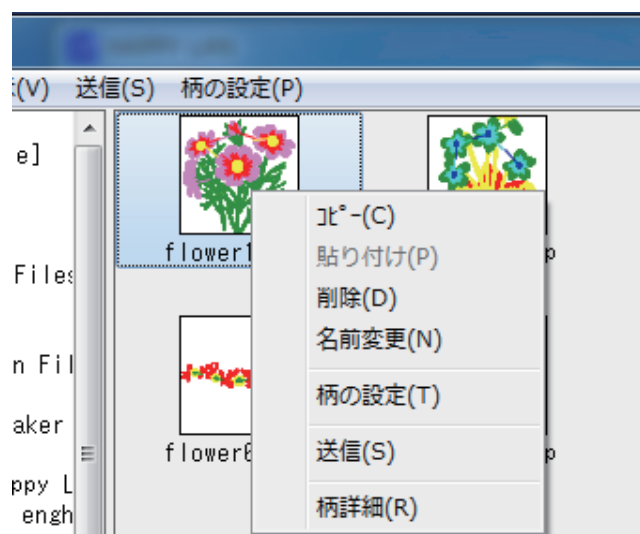 (V) 送信(S) 柄の設定(P)
e]
Files
n Fil
aker
ppy L
engh
flower1
p
flower
p
ｺﾋﾟｰ(C)
貼り付け(P)
削除(D)
名前変更(N)
柄の設定(T)
送信(S)
柄詳細(R)